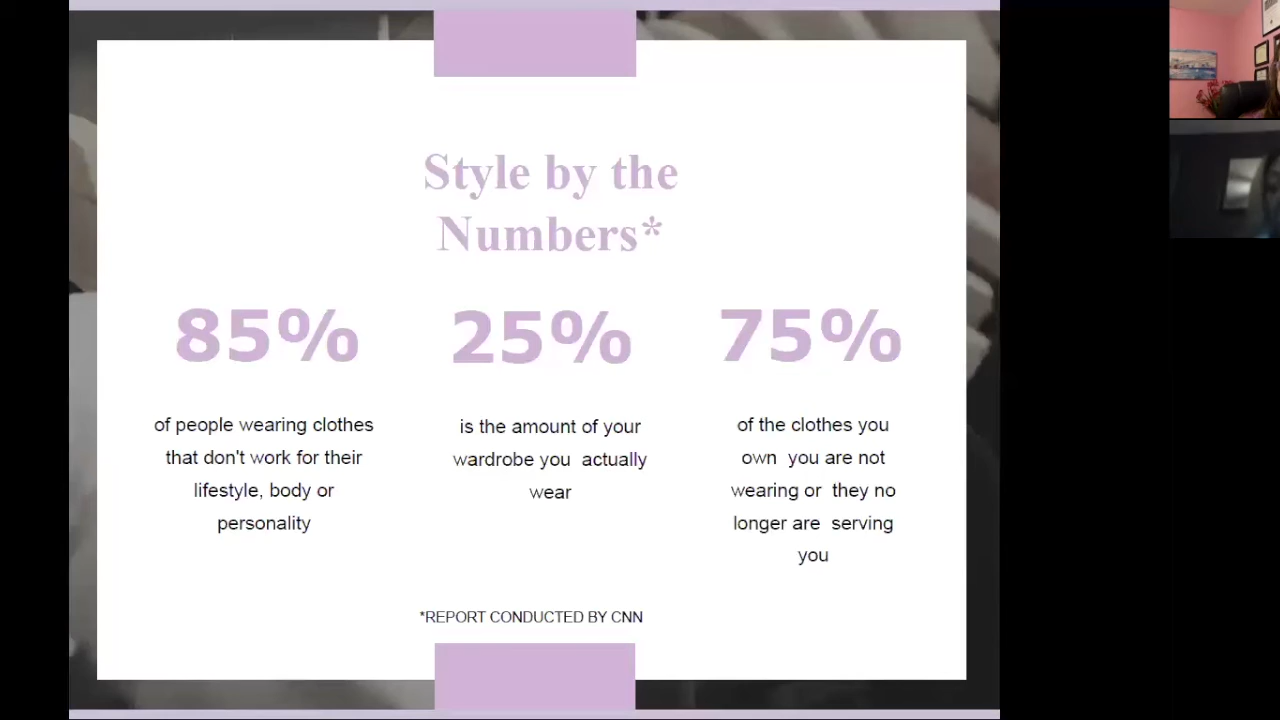 Style by the
Numbers*
85%
of people wearing clothes
that don't work for their
lifestyle, body or
personality
25%
is the amount of your
wardrobe you actually
wear
75%
of the clothes you
own you are not
wearing or they no
longer are serving
you
*REPORT CONDUCTED BY CNN